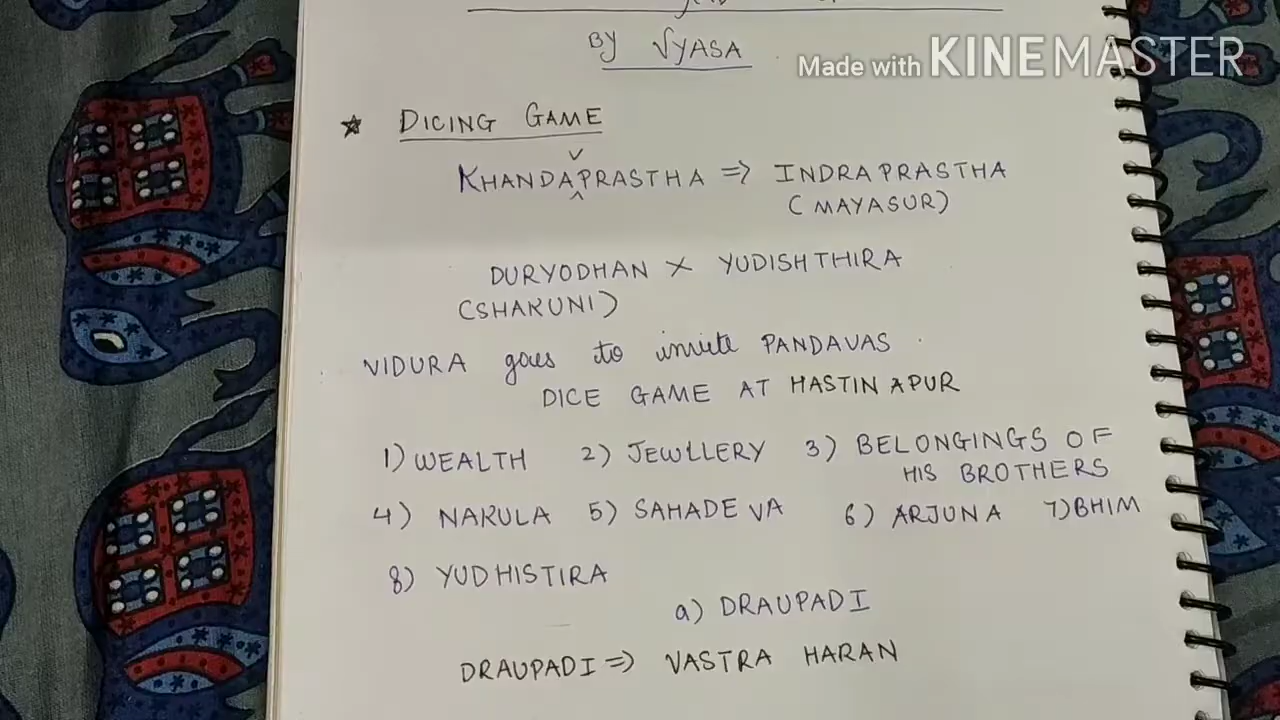 BY VYASA
Made with KINEMASTER
★ DICING GAME
KHANDAPRASTHA => INDRAPRASTHA
(MAYASUR)
DURYODHAN X YUDISHTHIRA
(SHAKUNI)
VIDURA goes to invite PANDAVAS.
DICE GAME AT HASTINAPUR
1) WEALTH 2) JEWLLERY 3) BELONGINGS OF
HIS BROTHERS
4) NAKULA 5) SAHADEVA 6) ARJUNA 7) BHIM
8) YUDHISTIRA
a) DRAUPADI
DRAUPADI => VASTRA HARAN